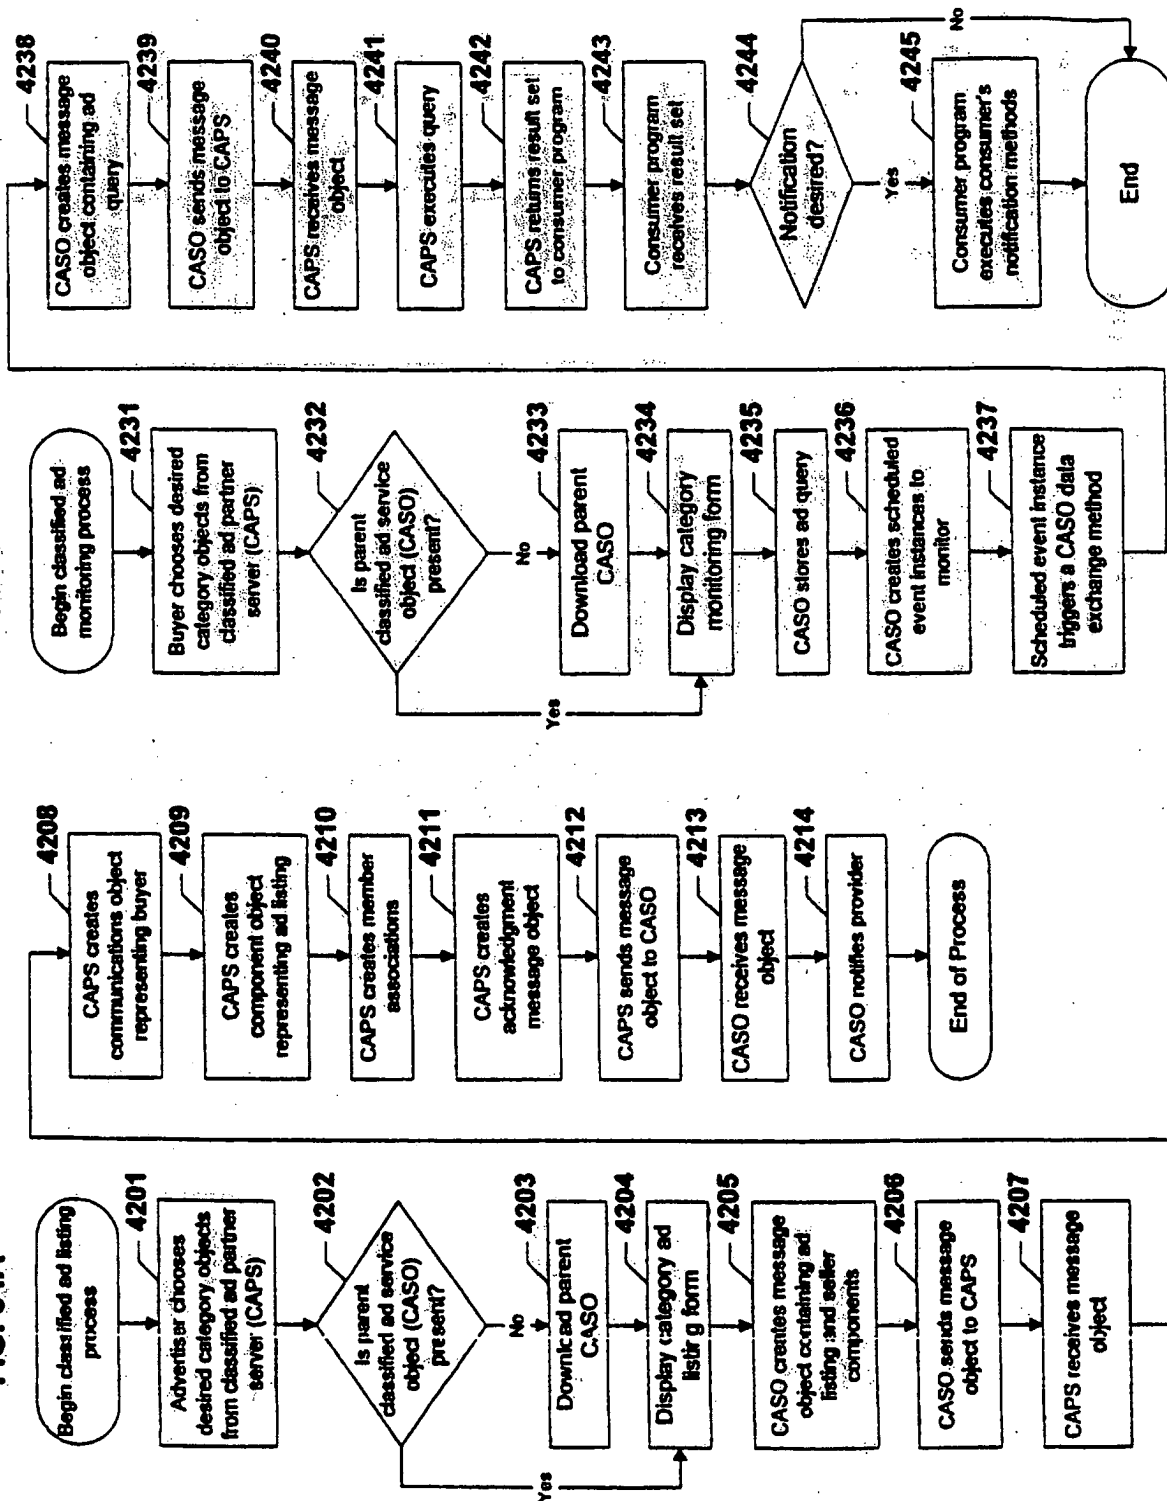 Begin classified ad listing
process
4201
Advertiser chooses
desired category objects
from classified ad partner
server (CAPS)
4202
Is parent
classified ad service
object (CASO)
present?
No
Yes
4203
Download parent
CASO
4204
Display category ad
listing form
4205
CASO creates message
object containing ad
listing and seller
components
4206
CASO sends message
object to CAPS
4207
CAPS receives message
object
4208
CAPS creates
communications object
representing buyer
4209
CAPS creates
component object
representing ad listing
4210
CAPS creates member
associations
4211
CAPS creates
acknowledgment
message object
4212
CAPS sends message
object to CASO
4213
CASO receives message
object
4214
CASO notifies provider
End of Process
Begin classified ad
monitoring process
4231
Buyer chooses desired
category objects from
classified ad partner
server (CAPS)
4232
Is parent
classified ad service
object (CASO)
present?
No
Yes
4233
Download parent
CASO
4234
Display category
monitoring form
4235
CASO stores ad query
4236
CASO creates scheduled
event instances to
monitor
4237
Scheduled event instance
triggers a CASO data
exchange method
4238
CASO creates message
object containing ad
query
4239
CASO sends message
object to CAPS
4240
CAPS receives message
object
4241
CAPS executes query
4242
CAPS returns result set
to consumer program
4243
Consumer program
receives result set
4244
Notification
desired?
No
Yes
4245
Consumer program
executes consumer's
notification methods
End